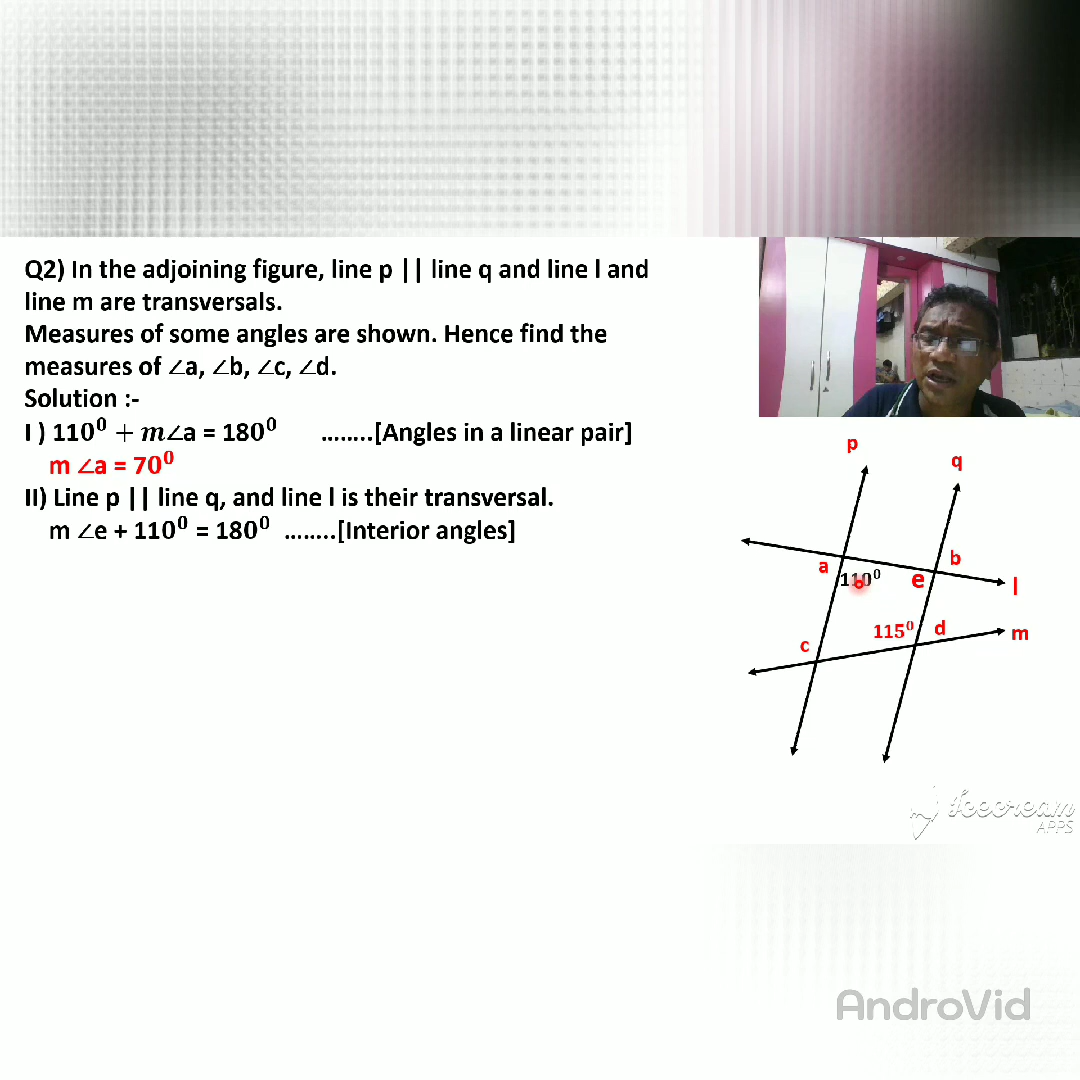 Q2) In the adjoining figure, line p || line q and line l and
line m are transversals.
Measures of some angles are shown. Hence find the
measures of ∠a, ∠b, ∠c, ∠d.
Solution :-
I ) 110⁰ + m∠a = 180⁰ ........[Angles in a linear pair]
m ∠a = 70⁰
II) Line p || line q, and line l is their transversal.
m ∠e + 110⁰ = 180⁰ ........[Interior angles]
p
q
a
b
110⁰
e
l
115⁰
d
m
c
Icecream
APPS
AndroVid